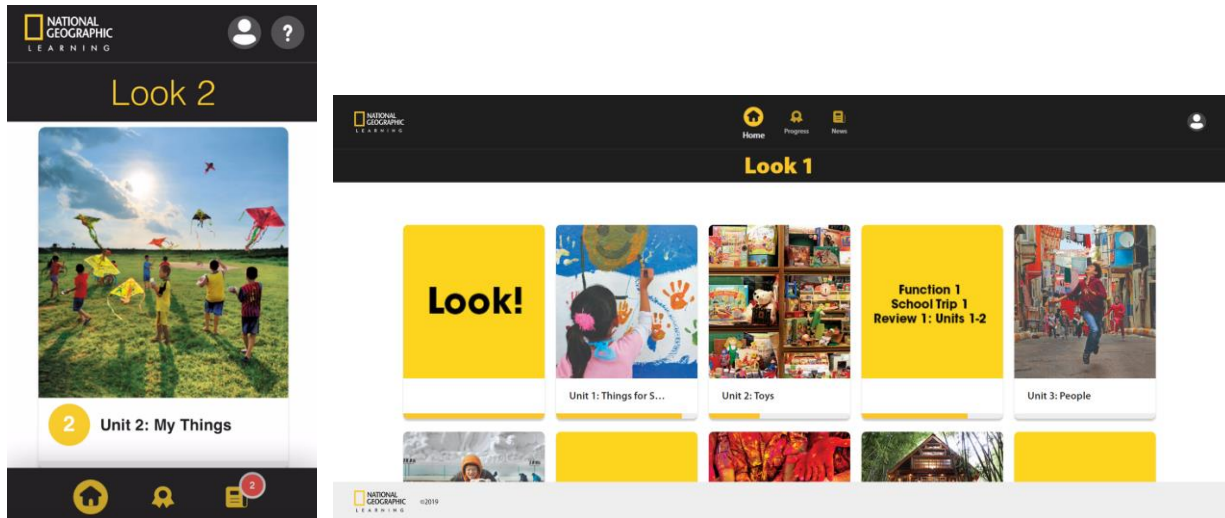 NATIONAL
GEOGRAPHIC
LEARNING
?
Look 2
2
Unit 2: My Things
2
NATIONAL
GEOGRAPHIC
LEARNING
Home
Progress
News
Look 1
Look!
Unit 1: Things for S...
Unit 2: Toys
Function 1
School Trip 1
Review 1: Units 1-2
Unit 3: People
NATIONAL
GEOGRAPHIC
LEARNING
©2019